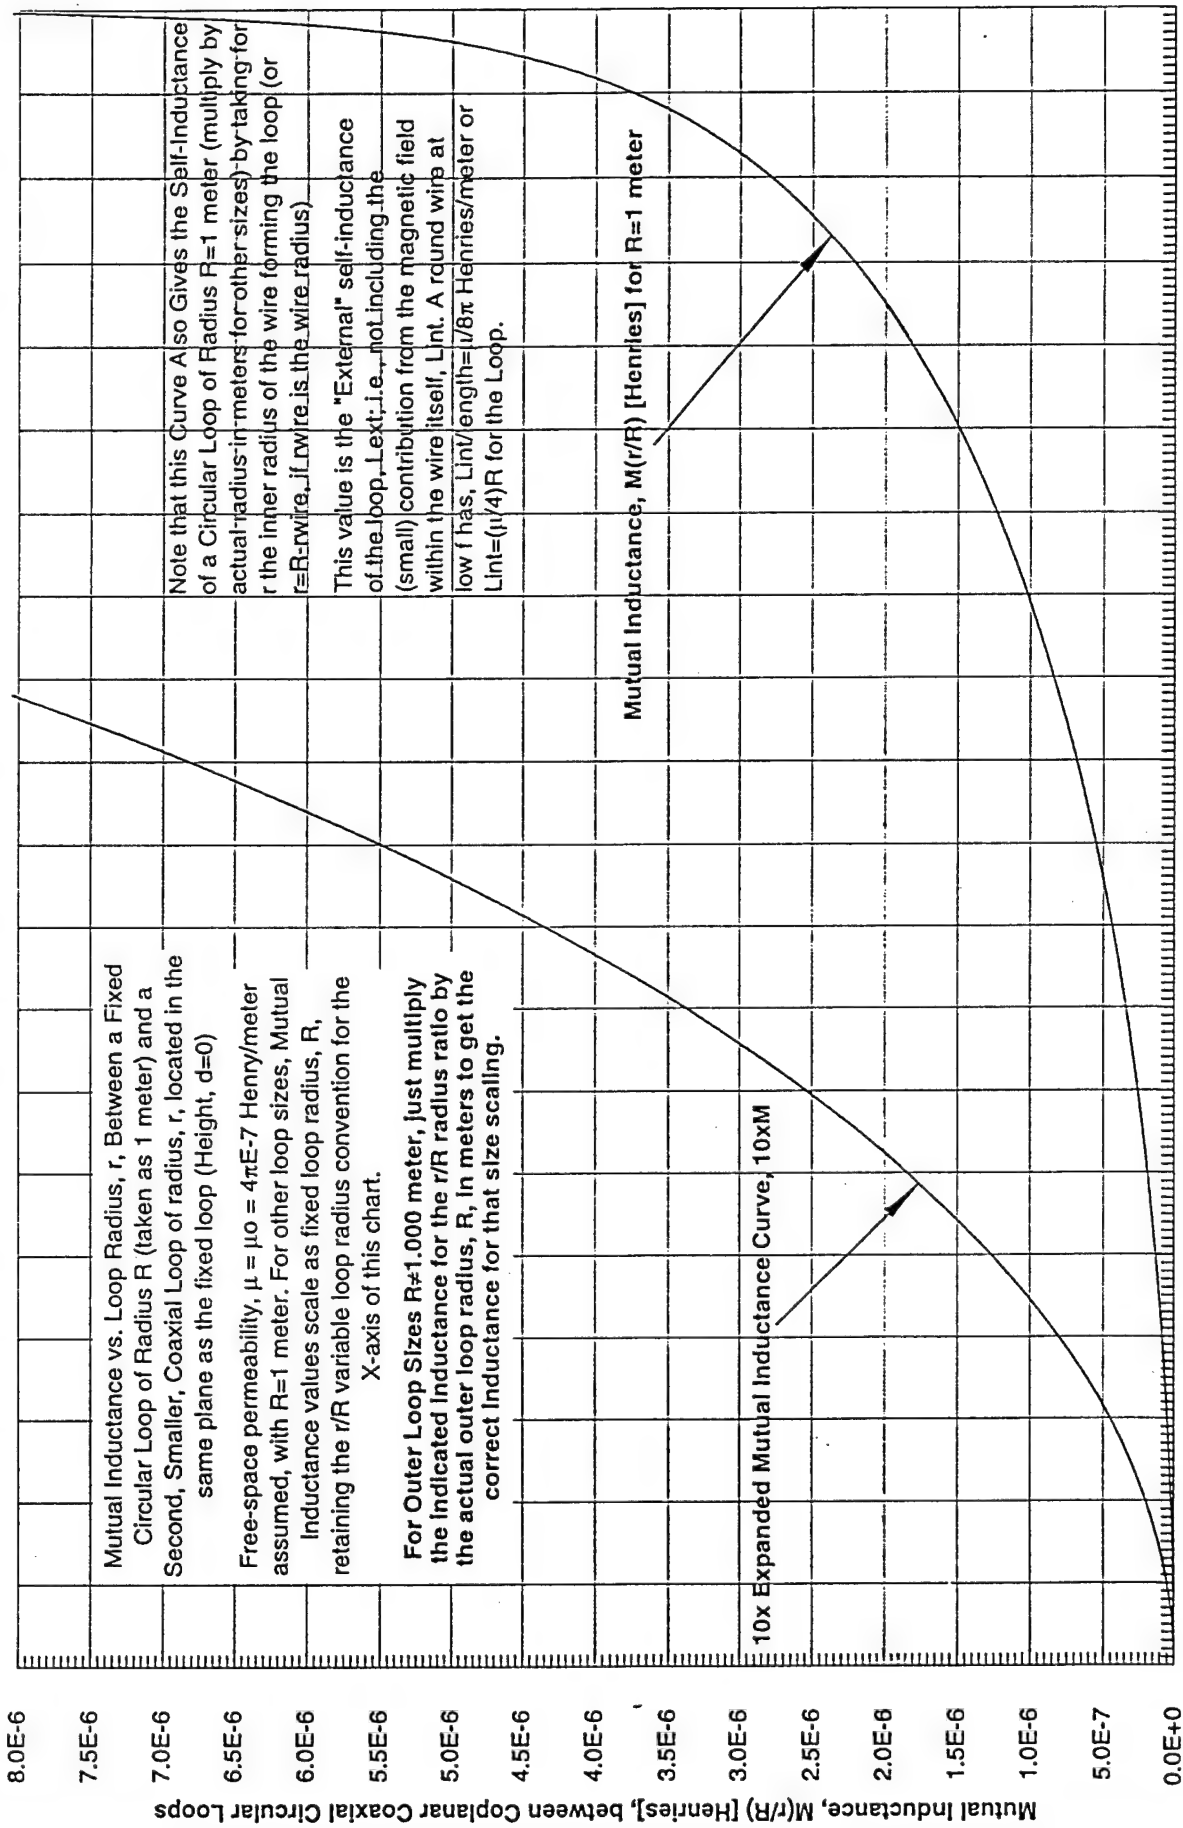 8.0E-6
7.5E-6
7.0E-6
6.5E-6
6.0E-6
5.5E-6
5.0E-6
4.5E-6
4.0E-6
3.5E-6
3.0E-6
2.5E-6
2.0E-6
1.5E-6
1.0E-6
5.0E-7
0.0E+0
Mutual Inductance, M(r/R) [Henries], between Coplanar Coaxial Circular Loops
Mutual Inductance vs. Loop Radius, r, Between a Fixed
Circular Loop of Radius R (taken as 1 meter) and a
Second, Smaller, Coaxial Loop of radius, r, located in the
same plane as the fixed loop (Height, d=0)
Free-space permeability, μ = μo = 4πE-7 Henry/meter
assumed, with R=1 meter. For other loop sizes, Mutual
Inductance values scale as fixed loop radius, R,
retaining the r/R variable loop radius convention for the
X-axis of this chart.
For Outer Loop Sizes R≠1.000 meter, just multiply
the indicated Inductance for the r/R radius ratio by
the actual outer loop radius, R, in meters to get the
correct Inductance for that size scaling.
10x Expanded Mutual Inductance Curve, 10xM
Note that this Curve Also Gives the Self-Inductance
of a Circular Loop of Radius R=1 meter (multiply by
actual radius in meters for other sizes) by taking for
r the inner radius of the wire forming the loop (or
r=R-rwire, if rwire is the wire radius)
This value is the "External" self-inductance
of the loop, Lext; i.e., not including the
(small) contribution from the magnetic field
within the wire itself, Lint. A round wire at
low f has, Lint/length=μ/8π Henries/meter or
Lint=(μ/4)R for the Loop.
Mutual Inductance, M(r/R) [Henries] for R=1 meter